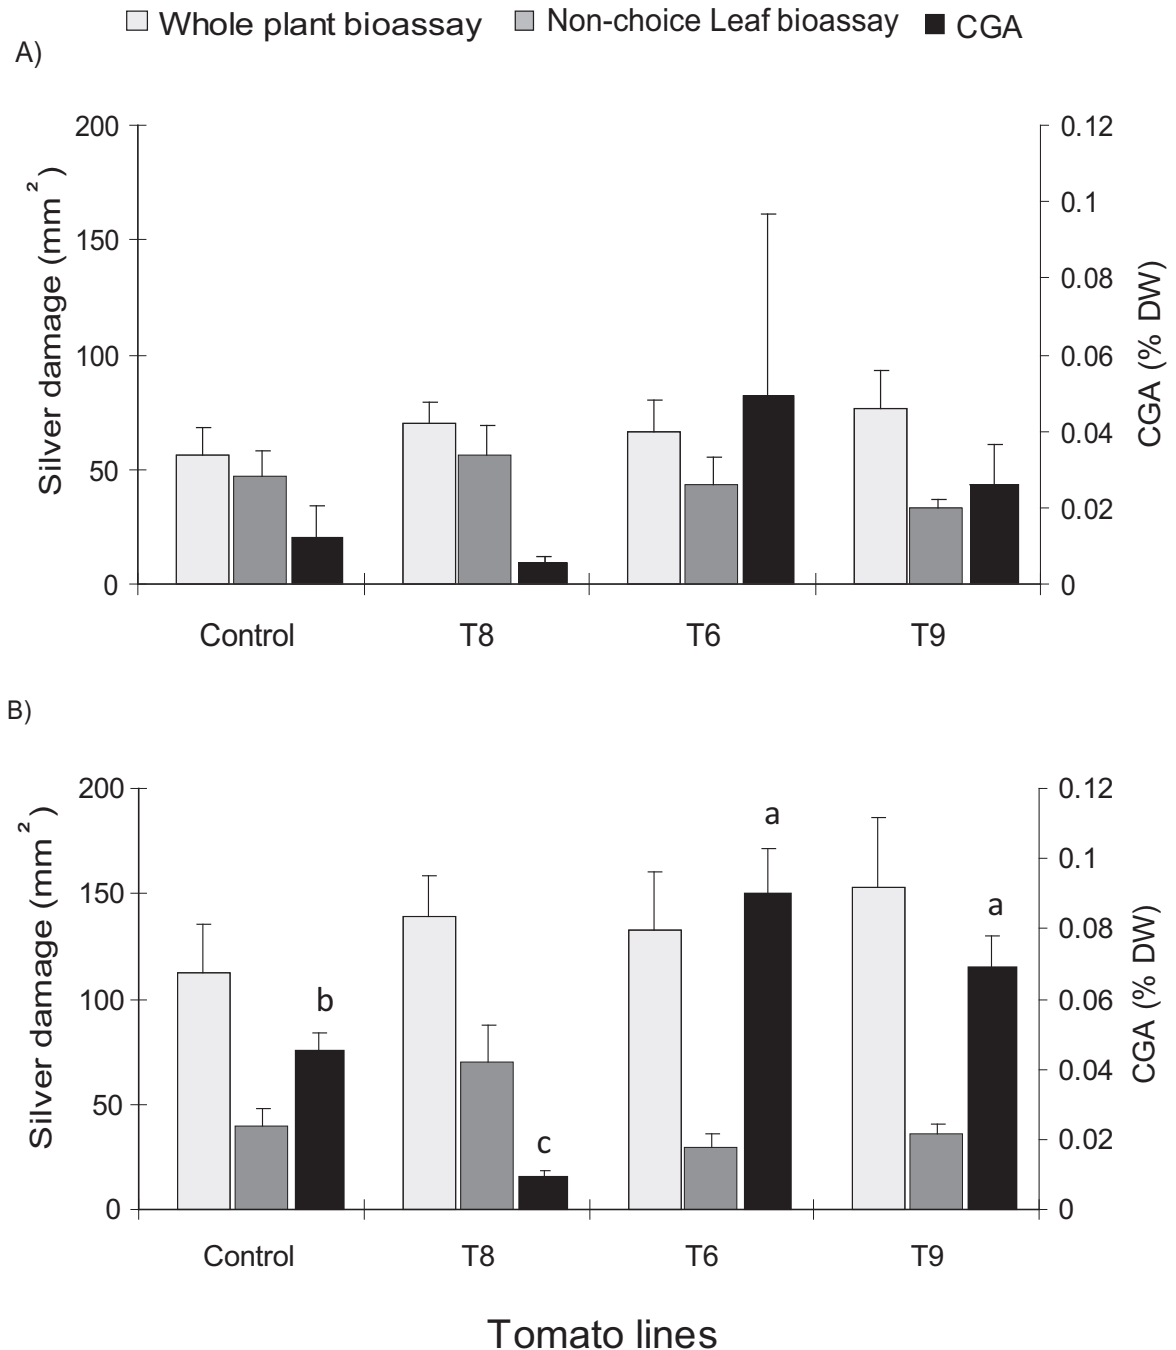 Whole plant bioassay Non-choice Leaf bioassay CGA
A)
200 0.12
0.1
150
0.08
100 0.06
0.04
50
0.02
0 0
Silver damage (mm²)
CGA (% DW)
Control T8 T6 T9
B)
200 0.12
a
0.1
150
a
0.08
b
100 0.06
0.04
50
c
0.02
0 0
Silver damage (mm²)
CGA (% DW)
Control T8 T6 T9
Tomato lines